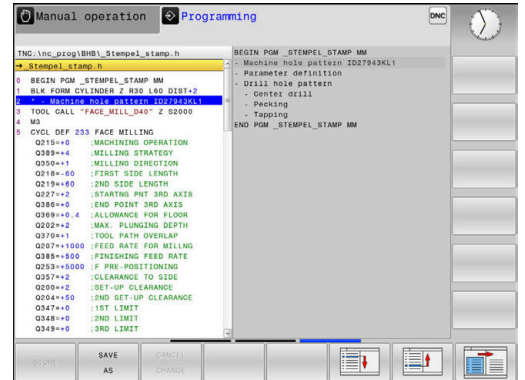 Manual operation
Programming
DNC
TNC:\nc_prog\BHB\_Stempel_stamp.h
→_Stempel_stamp.h
0 BEGIN PGM _STEMPEL_STAMP MM
1 BLK FORM CYLINDER Z R30 L60 DIST+2
2 * - Machine hole pattern ID27943KL1
3 TOOL CALL "FACE_MILL_D40" Z S2000
4 M3
5 CYCL DEF 233 FACE MILLING
Q215=+0 ;MACHINING OPERATION
Q389=+4 ;MILLING STRATEGY
Q350=+1 ;MILLING DIRECTION
Q218=-60 ;FIRST SIDE LENGTH
Q219=+60 ;2ND SIDE LENGTH
Q227=+2 ;STARTNG PNT 3RD AXIS
Q386=+0 ;END POINT 3RD AXIS
Q369=+0.4 ;ALLOWANCE FOR FLOOR
Q202=+2 ;MAX. PLUNGING DEPTH
Q370=+1 ;TOOL PATH OVERLAP
Q207=+1000 ;FEED RATE FOR MILLNG
Q385=+500 ;FINISHING FEED RATE
Q253=+5000 ;F PRE-POSITIONING
Q357=+2 ;CLEARANCE TO SIDE
Q200=+2 ;SET-UP CLEARANCE
Q204=+50 ;2ND SET-UP CLEARANCE
Q347=+0 ;1ST LIMIT
Q348=+0 ;2ND LIMIT
Q349=+0 ;3RD LIMIT
BEGIN PGM _STEMPEL_STAMP MM
- Machine hole pattern ID27943KL1
- Parameter definition
- Drill hole pattern
- Center drill
- Pecking
- Tapping
END PGM _STEMPEL_STAMP MM
STORE
SAVE
AS
CANCEL
CHANGE